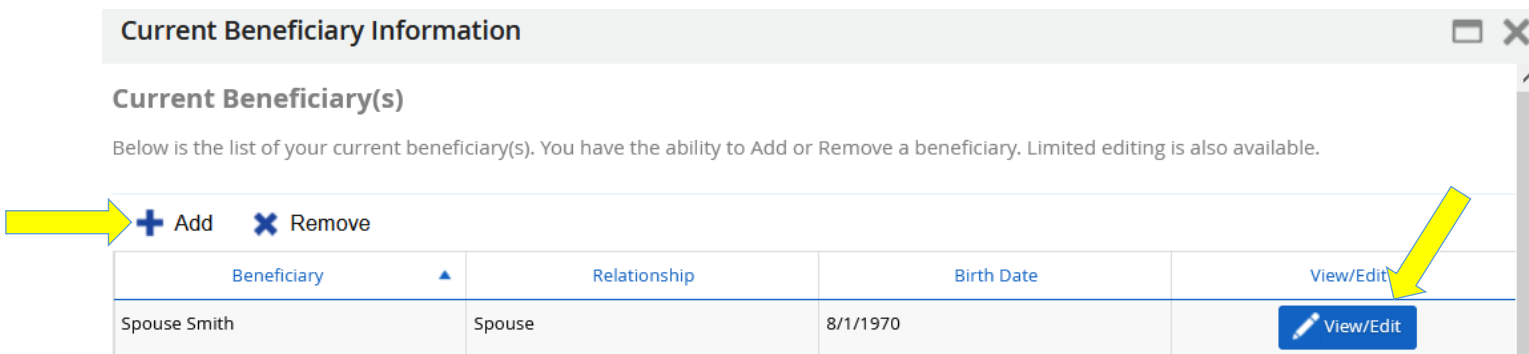 Current Beneficiary Information
Current Beneficiary(s)
Below is the list of your current beneficiary(s). You have the ability to Add or Remove a beneficiary. Limited editing is also available.
Add Remove
Beneficiary Relationship Birth Date View/Edit
Spouse Smith Spouse 8/1/1970 View/Edit